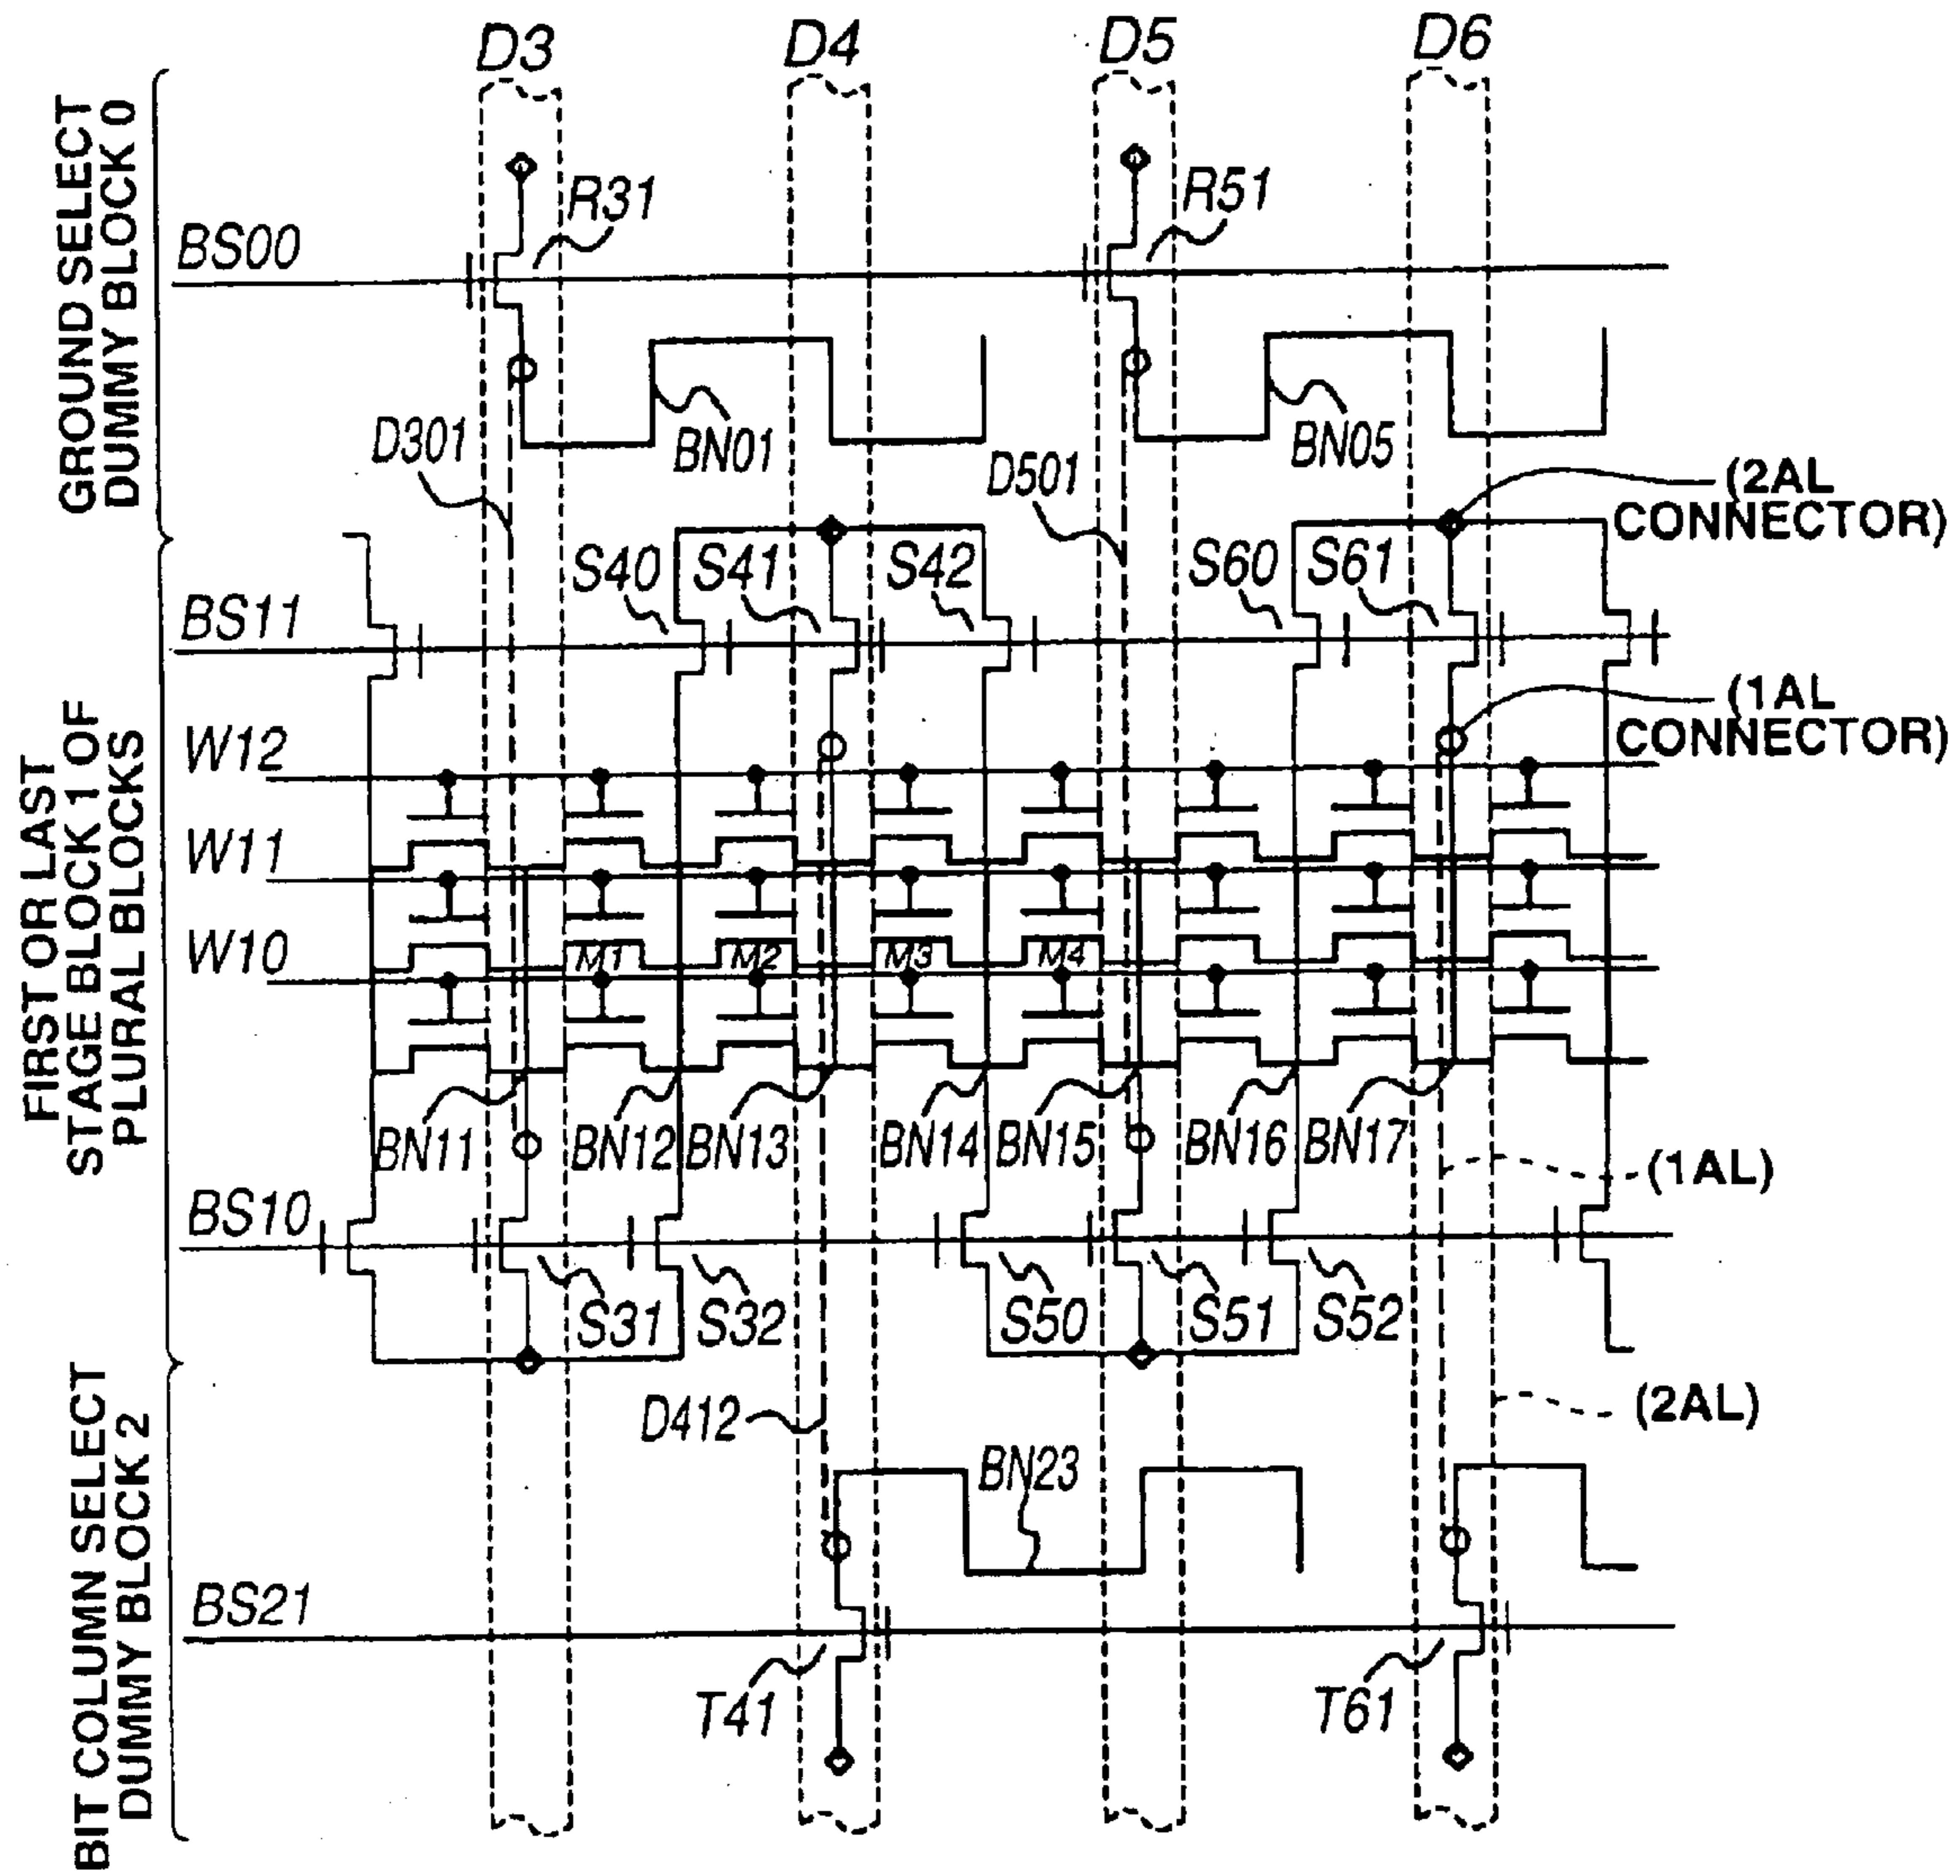 D3 D4 D5 D6
GROUND SELECT
DUMMY BLOCK 0
R31 R51
BS00
D301 BN01 D501 BN05
(2AL
CONNECTOR)
S40 S41 S42 S60 S61
BS11
(1AL
CONNECTOR)
FIRST OR LAST
STAGE BLOCK 1 OF
PLURAL BLOCKS
W12
W11
W10
M1 M2 M3 M4
BN11 BN12 BN13 BN14 BN15 BN16 BN17
(1AL)
BS10
S31 S32 S50 S51 S52
BIT COLUMN SELECT
DUMMY BLOCK 2
D412
(2AL)
BN23
BS21
T41 T61